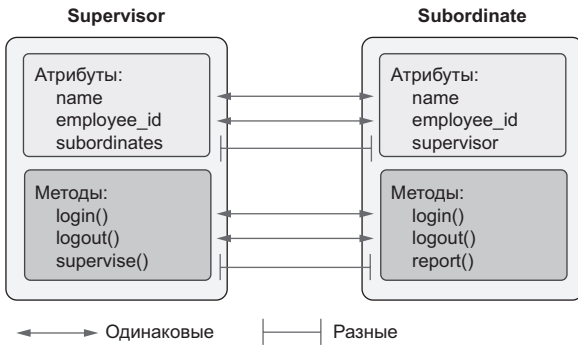 Supervisor
Атрибуты:
name
employee_id
subordinates
Методы:
login()
logout()
supervise()
Subordinate
Атрибуты:
name
employee_id
supervisor
Методы:
login()
logout()
report()
Одинаковые
Разные